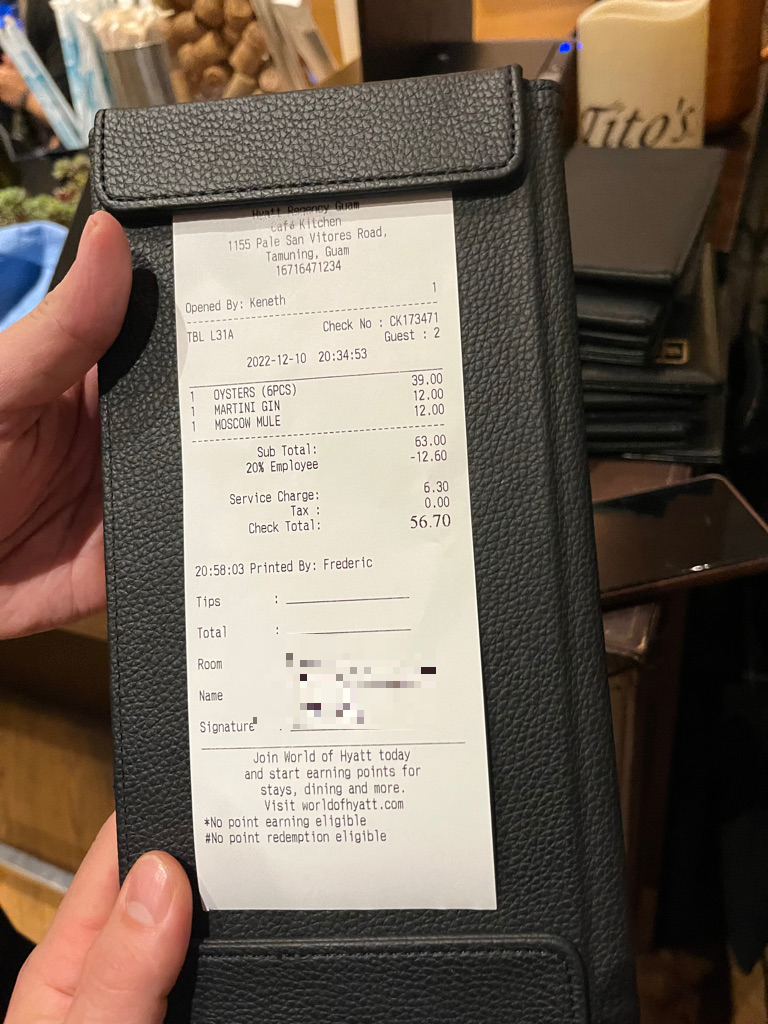 Hyatt Regency Guam
Café Kitchen
1155 Pale San Vitores Road,
Tamuning, Guam
16716471234
1
Opened By: Keneth
TBL L31A Check No : CK173471
Guest : 2
2022-12-10 20:34:53
1 OYSTERS (6PCS) 39.00
1 MARTINI GIN 12.00
1 MOSCOW MULE 12.00
Sub Total: 63.00
20% Employee -12.60
Service Charge: 6.30
Tax : 0.00
Check Total: 56.70
20:58:03 Printed By: Frederic
Tips :
Total :
Room
Name
Signature
Join World of Hyatt today
and start earning points for
stays, dining and more.
Visit worldofhyatt.com
*No point earning eligible
#No point redemption eligible
Tito's